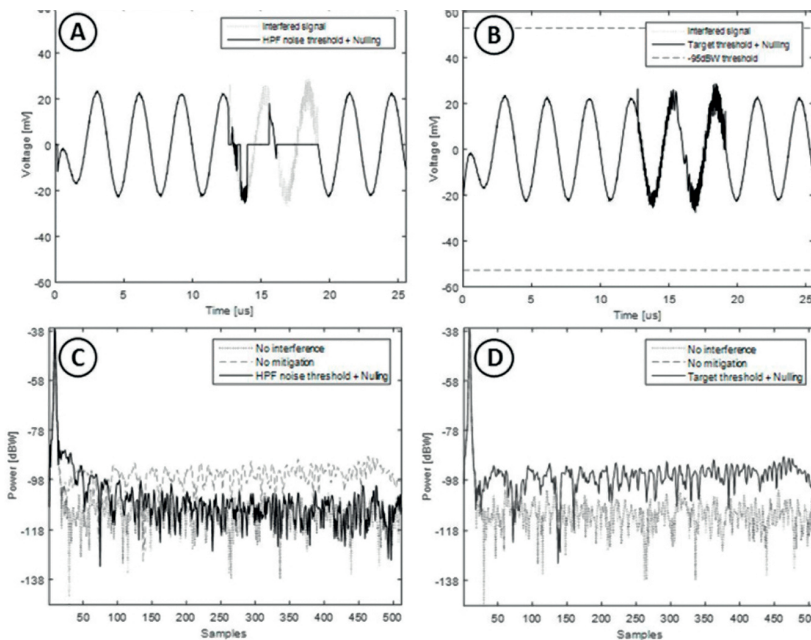 A
Interfered signal
HPF noise threshold + Nulling
60
40
20
0
-20
-40
-60
Voltage [mV]
0
5
10
15
20
25
Time [us]
B
Interfered signal
Target threshold + Nulling
-95dBW threshold
60
40
20
0
-20
-40
-60
Voltage [mV]
0
5
10
15
20
25
Time [us]
C
No interference
No mitigation
HPF noise threshold + Nulling
-38
-58
-78
-98
-118
-138
Power [dBW]
50
100
150
200
250
300
350
400
450
500
Samples
D
No interference
No mitigation
Target threshold + Nulling
-38
-58
-78
-98
-118
-138
Power [dBW]
50
100
150
200
250
300
350
400
450
500
Samples